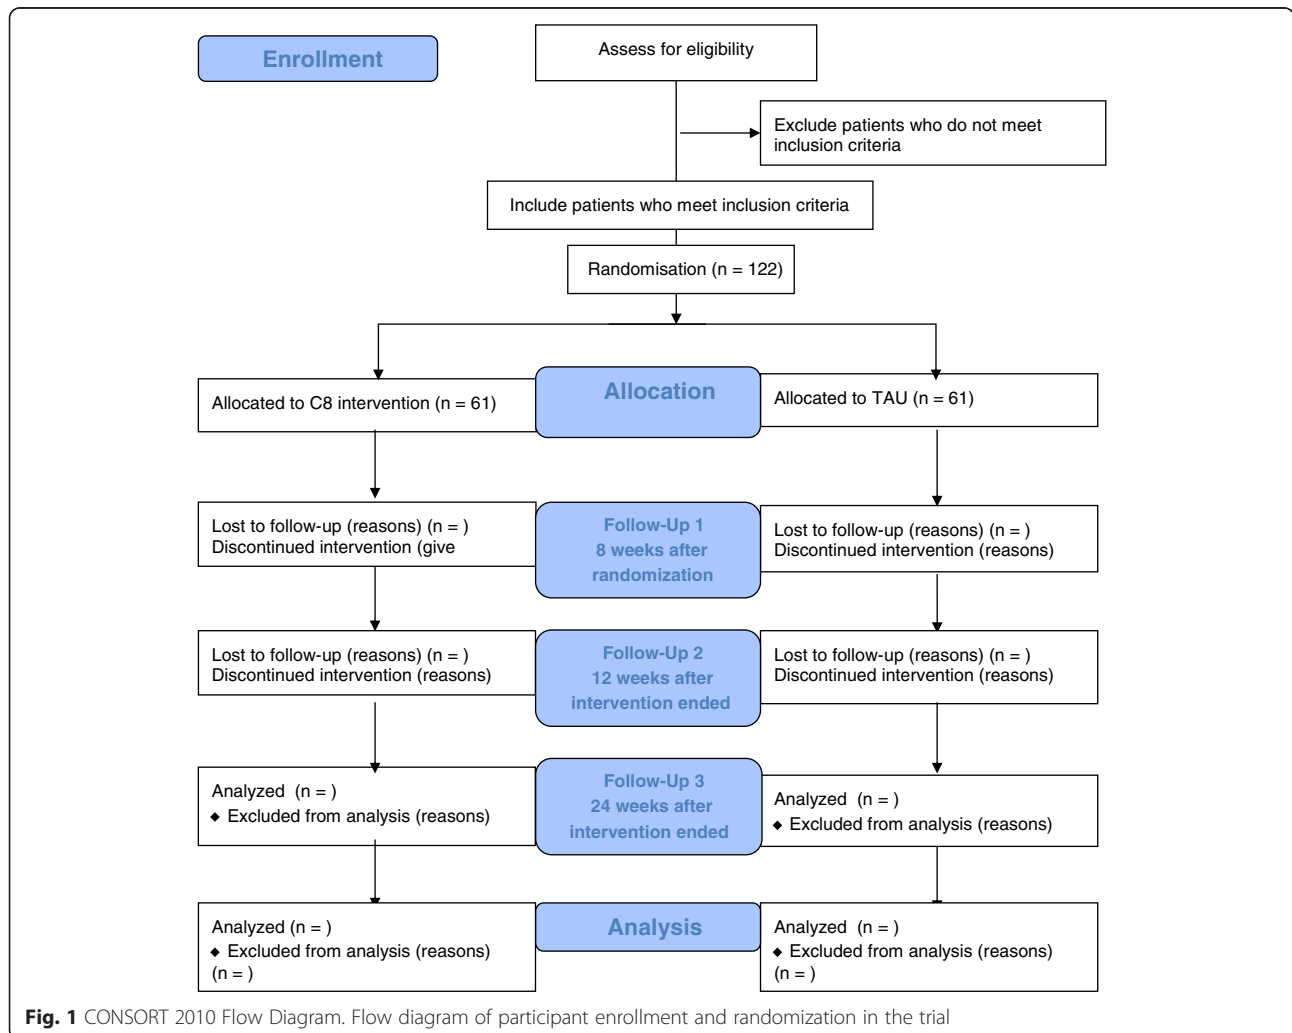 Enrollment
Assess for eligibility
Exclude patients who do not meet
inclusion criteria
Include patients who meet inclusion criteria
Randomisation (n = 122)
Allocation
Allocated to C8 intervention (n = 61)
Allocated to TAU (n = 61)
Lost to follow-up (reasons) (n = )
Discontinued intervention (give
Follow-Up 1
8 weeks after
randomization
Lost to follow-up (reasons) (n = )
Discontinued intervention (reasons)
Lost to follow-up (reasons) (n = )
Discontinued intervention (reasons)
Follow-Up 2
12 weeks after
intervention ended
Lost to follow-up (reasons) (n = )
Discontinued intervention (reasons)
Analyzed (n = )
◆ Excluded from analysis (reasons)
Follow-Up 3
24 weeks after
intervention ended
Analyzed (n = )
◆ Excluded from analysis (reasons)
Analyzed (n = )
◆ Excluded from analysis (reasons)
(n = )
Analysis
Analyzed (n = )
◆ Excluded from analysis (reasons)
(n = )
Fig. 1 CONSORT 2010 Flow Diagram. Flow diagram of participant enrollment and randomization in the trial